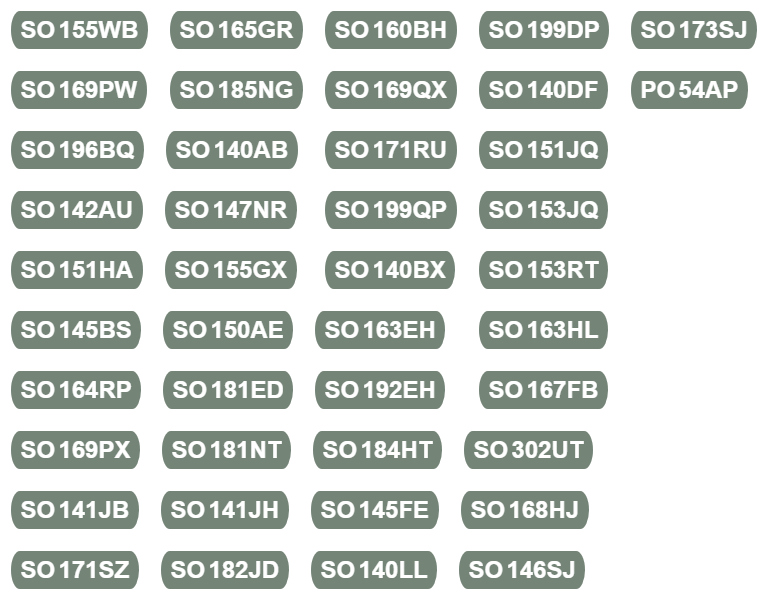 SO 155WB SO 165GR SO 160BH SO 199DP SO 173SJ
SO 169PW SO 185NG SO 169QX SO 140DF PO 54AP
SO 196BQ SO 140AB SO 171RU SO 151JQ
SO 142AU SO 147NR SO 199QP SO 153JQ
SO 151HA SO 155GX SO 140BX SO 153RT
SO 145BS SO 150AE SO 163EH SO 163HL
SO 164RP SO 181ED SO 192EH SO 167FB
SO 169PX SO 181NT SO 184HT SO 302UT
SO 141JB SO 141JH SO 145FE SO 168HJ
SO 171SZ SO 182JD SO 140LL SO 146SJ